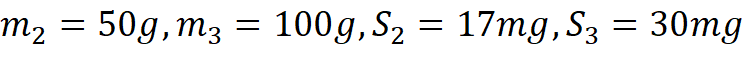 m₂ = 50g, m₃ = 100g, S₂ = 17mg, S₃ = 30mg